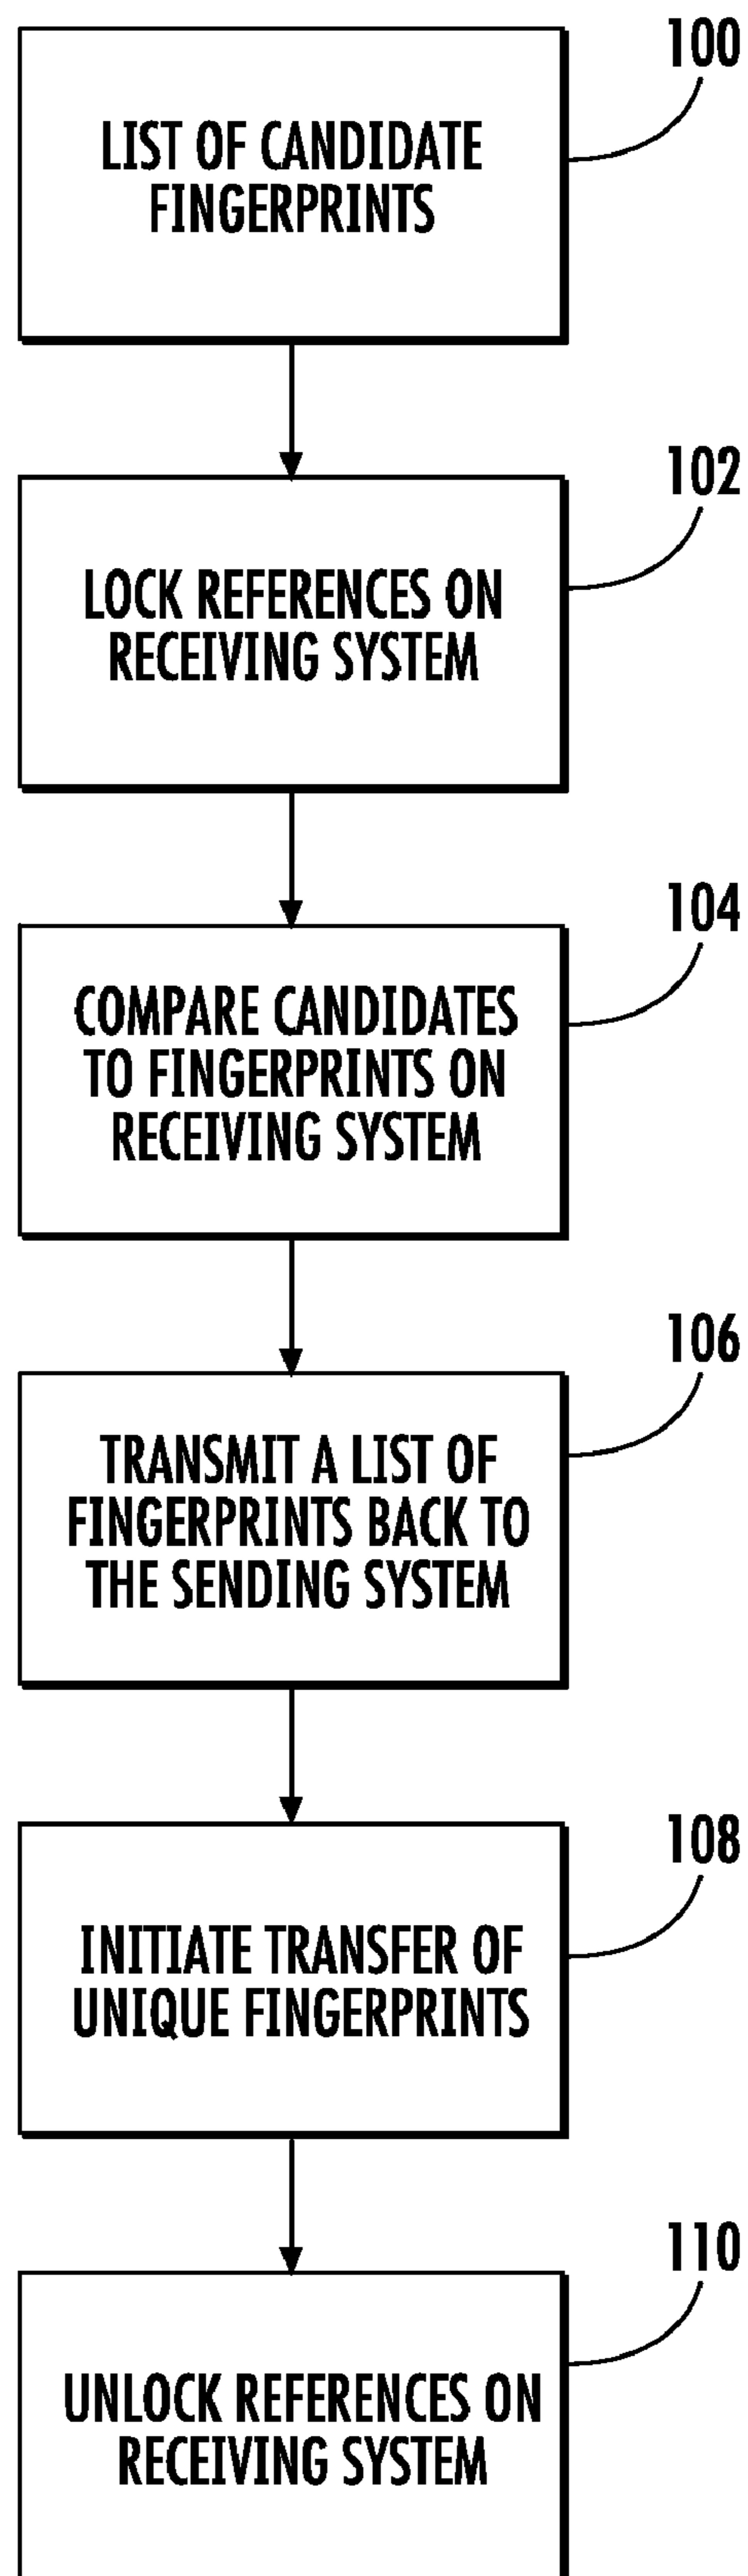 100
LIST OF CANDIDATE
FINGERPRINTS
102
LOCK REFERENCES ON
RECEIVING SYSTEM
104
COMPARE CANDIDATES
TO FINGERPRINTS ON
RECEIVING SYSTEM
106
TRANSMIT A LIST OF
FINGERPRINTS BACK TO
THE SENDING SYSTEM
108
INITIATE TRANSFER OF
UNIQUE FINGERPRINTS
110
UNLOCK REFERENCES ON
RECEIVING SYSTEM